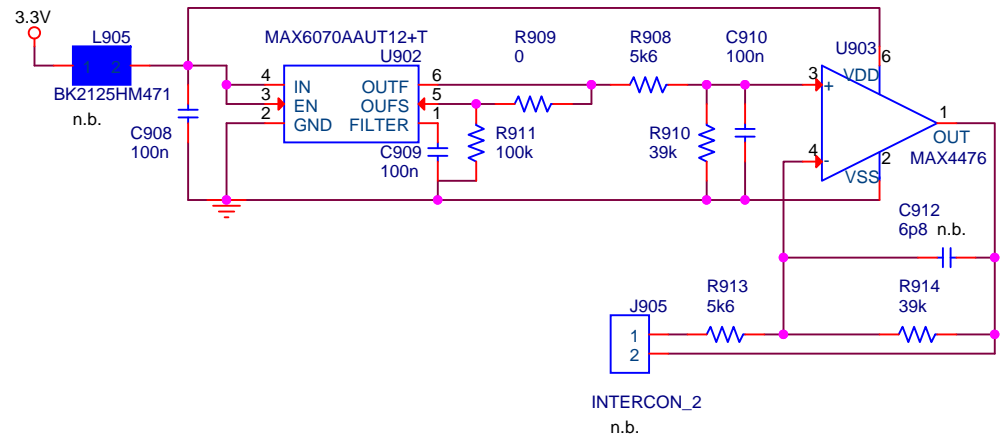 3.3V
L905
1 2
BK2125HM471
n.b.
C908
100n
MAX6070AAUT12+T
U902
4 IN
3 EN
2 GND
OUTF 6
OUFS 5
FILTER 1
C909
100n
R911
100k
R909
0
R908
5k6
C910
100n
R910
39k
U903
6
VDD
3 +
4 -
1
OUT
MAX4476
2
VSS
C912
6p8 n.b.
R913
5k6
R914
39k
J905
1
2
INTERCON_2
n.b.